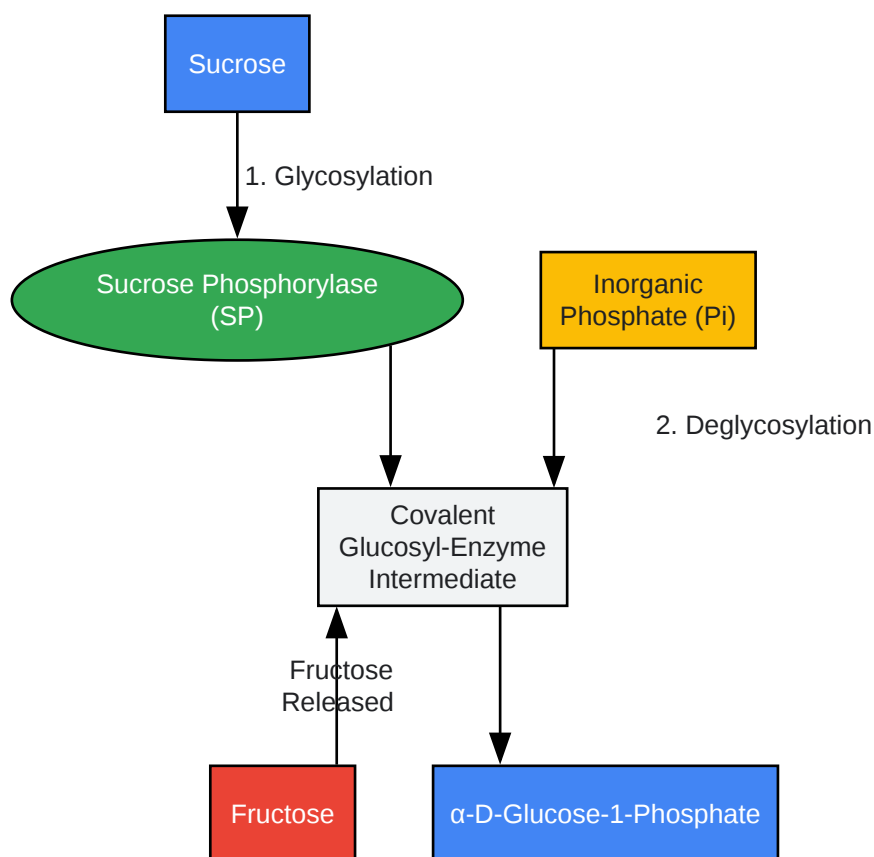 Sucrose
1. Glycosylation
Sucrose Phosphorylase
(SP)
Inorganic
Phosphate (Pi)
2. Deglycosylation
Covalent
Glucosyl-Enzyme
Intermediate
Fructose
Released
Fructose
α-D-Glucose-1-Phosphate